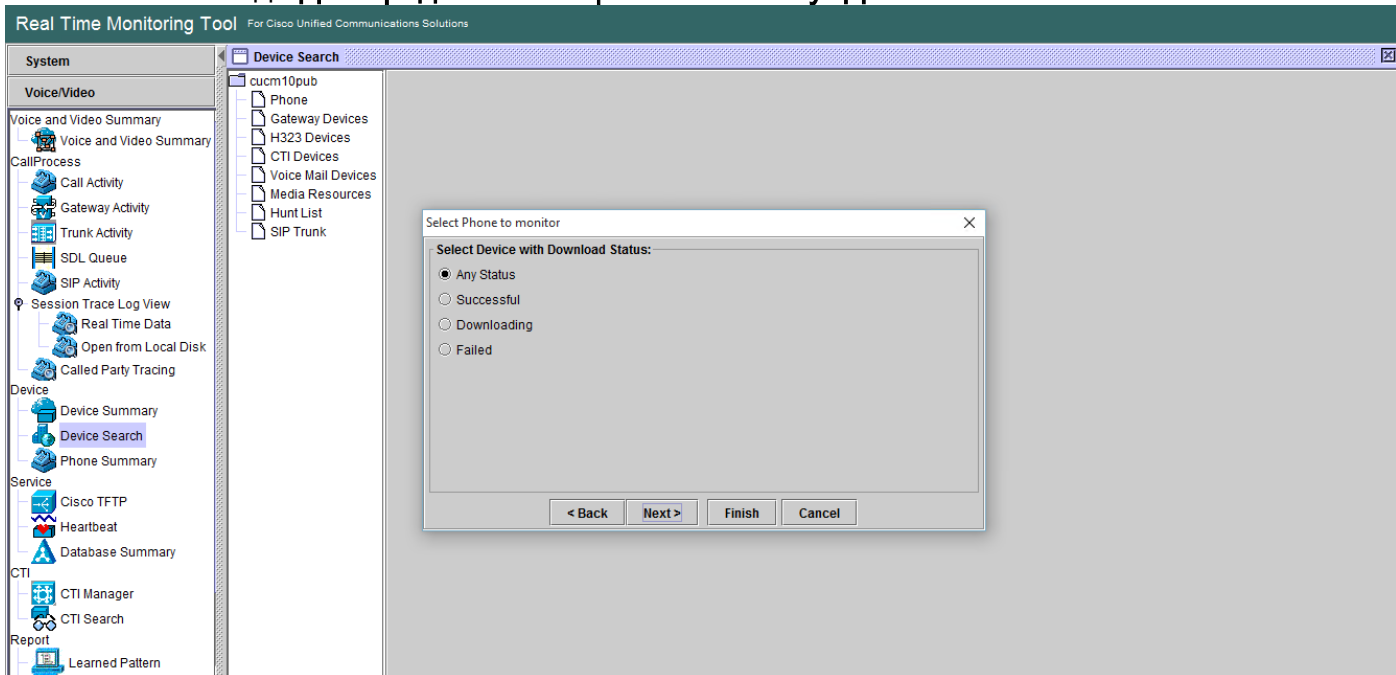 Real Time Monitoring Tool For Cisco Unified Communications Solutions
System
Voice/Video
Voice and Video Summary
Voice and Video Summary
CallProcess
Call Activity
Gateway Activity
Trunk Activity
SDL Queue
SIP Activity
Session Trace Log View
Real Time Data
Open from Local Disk
Called Party Tracing
Device
Device Summary
Device Search
Phone Summary
Service
Cisco TFTP
Heartbeat
Database Summary
CTI
CTI Manager
CTI Search
Report
Learned Pattern
Device Search
cucm10pub
Phone
Gateway Devices
H323 Devices
CTI Devices
Voice Mail Devices
Media Resources
Hunt List
SIP Trunk
Select Phone to monitor
Select Device with Download Status:
Any Status
Successful
Downloading
Failed
< Back Next > Finish Cancel